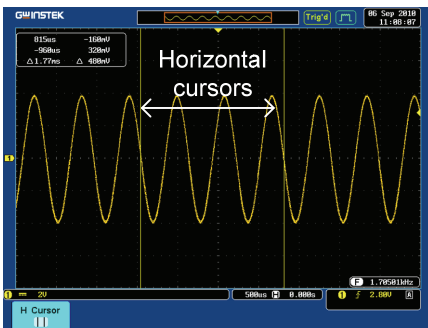 GWINSTEK
Trig'd
06 Sep 2010
11:08:07
815us -160mV
-960us 320mV
△1.77ms △ 480mV
Horizontal
cursors
1
F 1.70501kHz
1 2V
500us H 0.000s
1 2.80V A
H Cursor